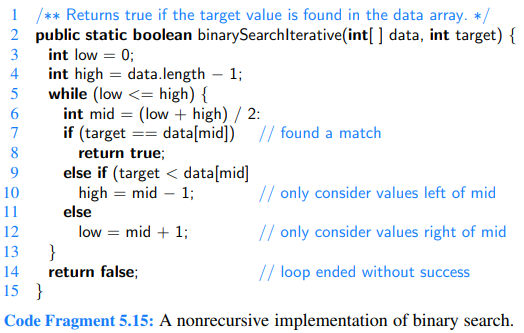 1 /** Returns true if the target value is found in the data array. */
2 public static boolean binarySearchIterative(int[ ] data, int target) {
3 int low = 0;
4 int high = data.length − 1;
5 while (low <= high) {
6 int mid = (low + high) / 2:
7 if (target == data[mid]) // found a match
8 return true;
9 else if (target < data[mid]
10 high = mid − 1; // only consider values left of mid
11 else
12 low = mid + 1; // only consider values right of mid
13 }
14 return false; // loop ended without success
15 }
Code Fragment 5.15: A nonrecursive implementation of binary search.